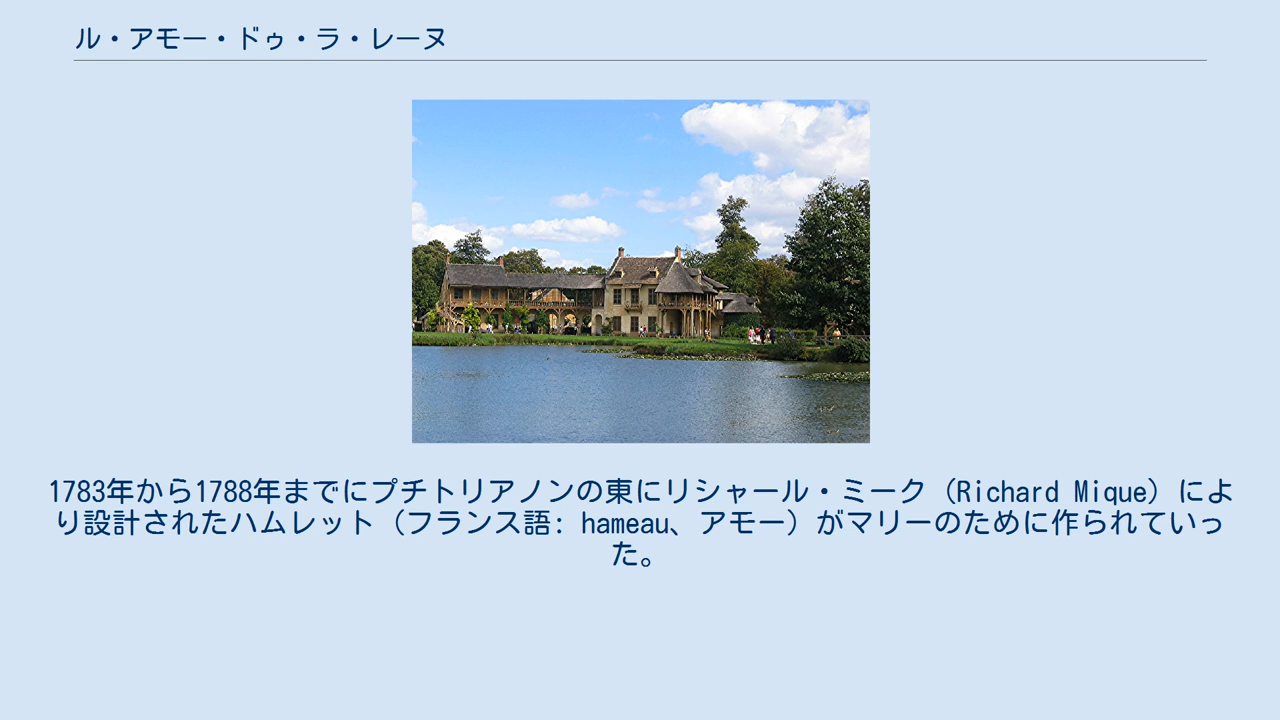 ル・アモー・ドゥ・ラ・レーヌ
1783年から1788年までにプチトリアノンの東にリシャール・ミーク（Richard Mique）によ
り設計されたハムレット（フランス語: hameau、アモー）がマリーのために作られていっ
た。